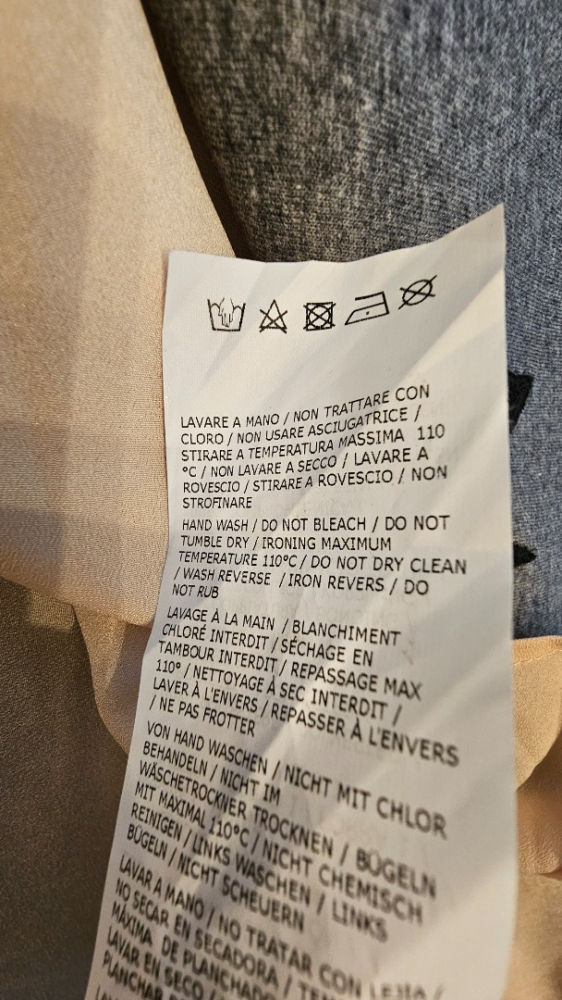 LAVARE A MANO / NON TRATTARE CON
CLORO / NON USARE ASCIUGATRICE /
STIRARE A TEMPERATURA MASSIMA 110
°C / NON LAVARE A SECCO / LAVARE A
ROVESCIO / STIRARE A ROVESCIO / NON
STROFINARE
HAND WASH / DO NOT BLEACH / DO NOT
TUMBLE DRY / IRONING MAXIMUM
TEMPERATURE 110°C / DO NOT DRY CLEAN
/ WASH REVERSE / IRON REVERS / DO
NOT RUB
LAVAGE À LA MAIN / BLANCHIMENT
CHLORÉ INTERDIT / SÉCHAGE EN
TAMBOUR INTERDIT / REPASSAGE MAX
110° / NETTOYAGE À SEC INTERDIT /
LAVER À L'ENVERS / REPASSER À L'ENVERS
/ NE PAS FROTTER
VON HAND WASCHEN / NICHT MIT CHLOR
BEHANDELN / NICHT IM
WÄSCHETROCKNER TROCKNEN / BÜGELN
MIT MAXIMAL 110°C / NICHT CHEMISCH
REINIGEN / LINKS WASCHEN / LINKS
BÜGELN / NICHT SCHEUERN
LAVAR A MANO / NO TRATAR CON
NO SECAR EN SECADORA /
MÁXIMA DE PLANCHADO
LAVAR EN SECO /
PLANCHAR